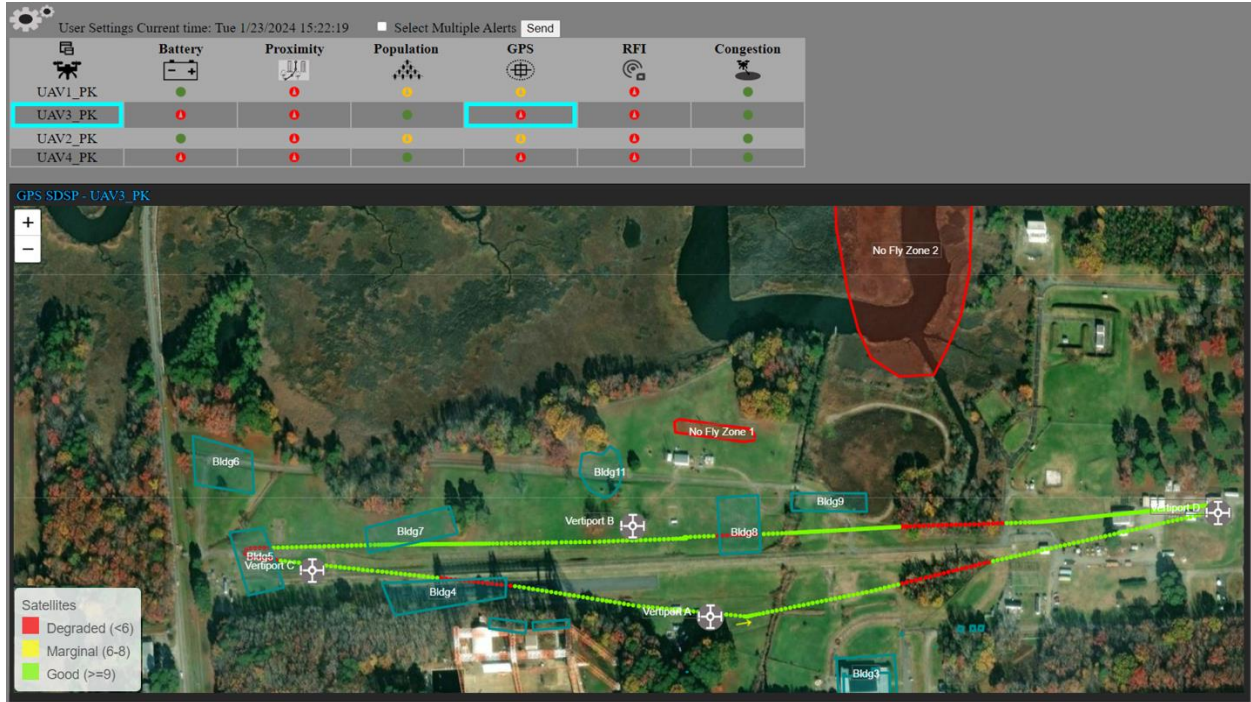 User Settings Current time: Tue 1/23/2024 15:22:19 Select Multiple Alerts Send
Battery Proximity Population GPS RFI Congestion
UAV1_PK
UAV3_PK
UAV2_PK
UAV4_PK
GPS SDSP - UAV3_PK
+
−
No Fly Zone 2
No Fly Zone 1
Bldg6
Bldg11
Bldg9
Vertiport D
Vertiport B
Bldg7
Bldg8
Bldg5
Vertiport C
Bldg4
Vertiport A
Bldg3
Satellites
Degraded (<6)
Marginal (6-8)
Good (>=9)